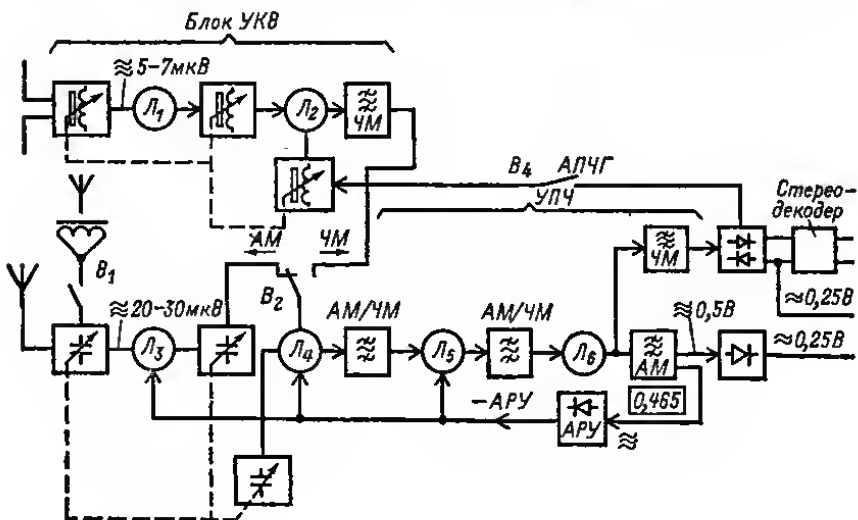 Блок УКВ
≈5-7мкВ
Л₁
Л₂
ЧМ
В₄
АПЧГ
УПЧ
Стерео-
декодер
АМ
ЧМ
В₁
В₂
ЧМ
≈0,25В
≈20-30мкВ
АМ/ЧМ
АМ/ЧМ
≈0,5В
Л₃
Л₄
Л₅
Л₆
АМ
≈0,25В
-АРУ
АРУ
0,465